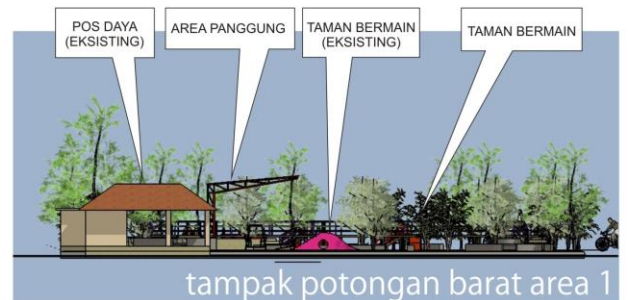 POS DAYA
(EKSISTING)
AREA PANGGUNG
TAMAN BERMAIN
(EKSISTING)
TAMAN BERMAIN
tampak potongan barat area 1